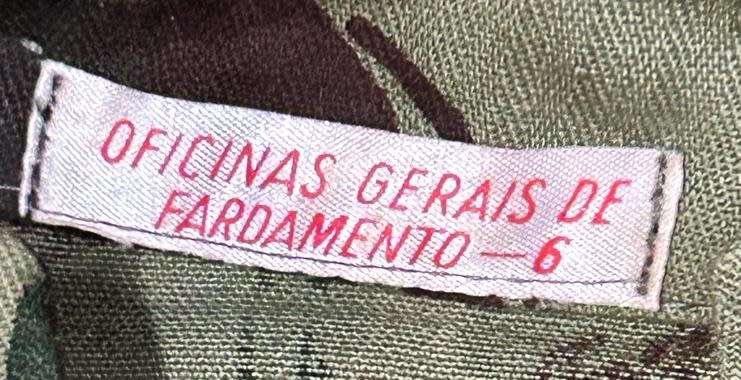 OFICINAS GERAIS DE
FARDAMENTO — 6